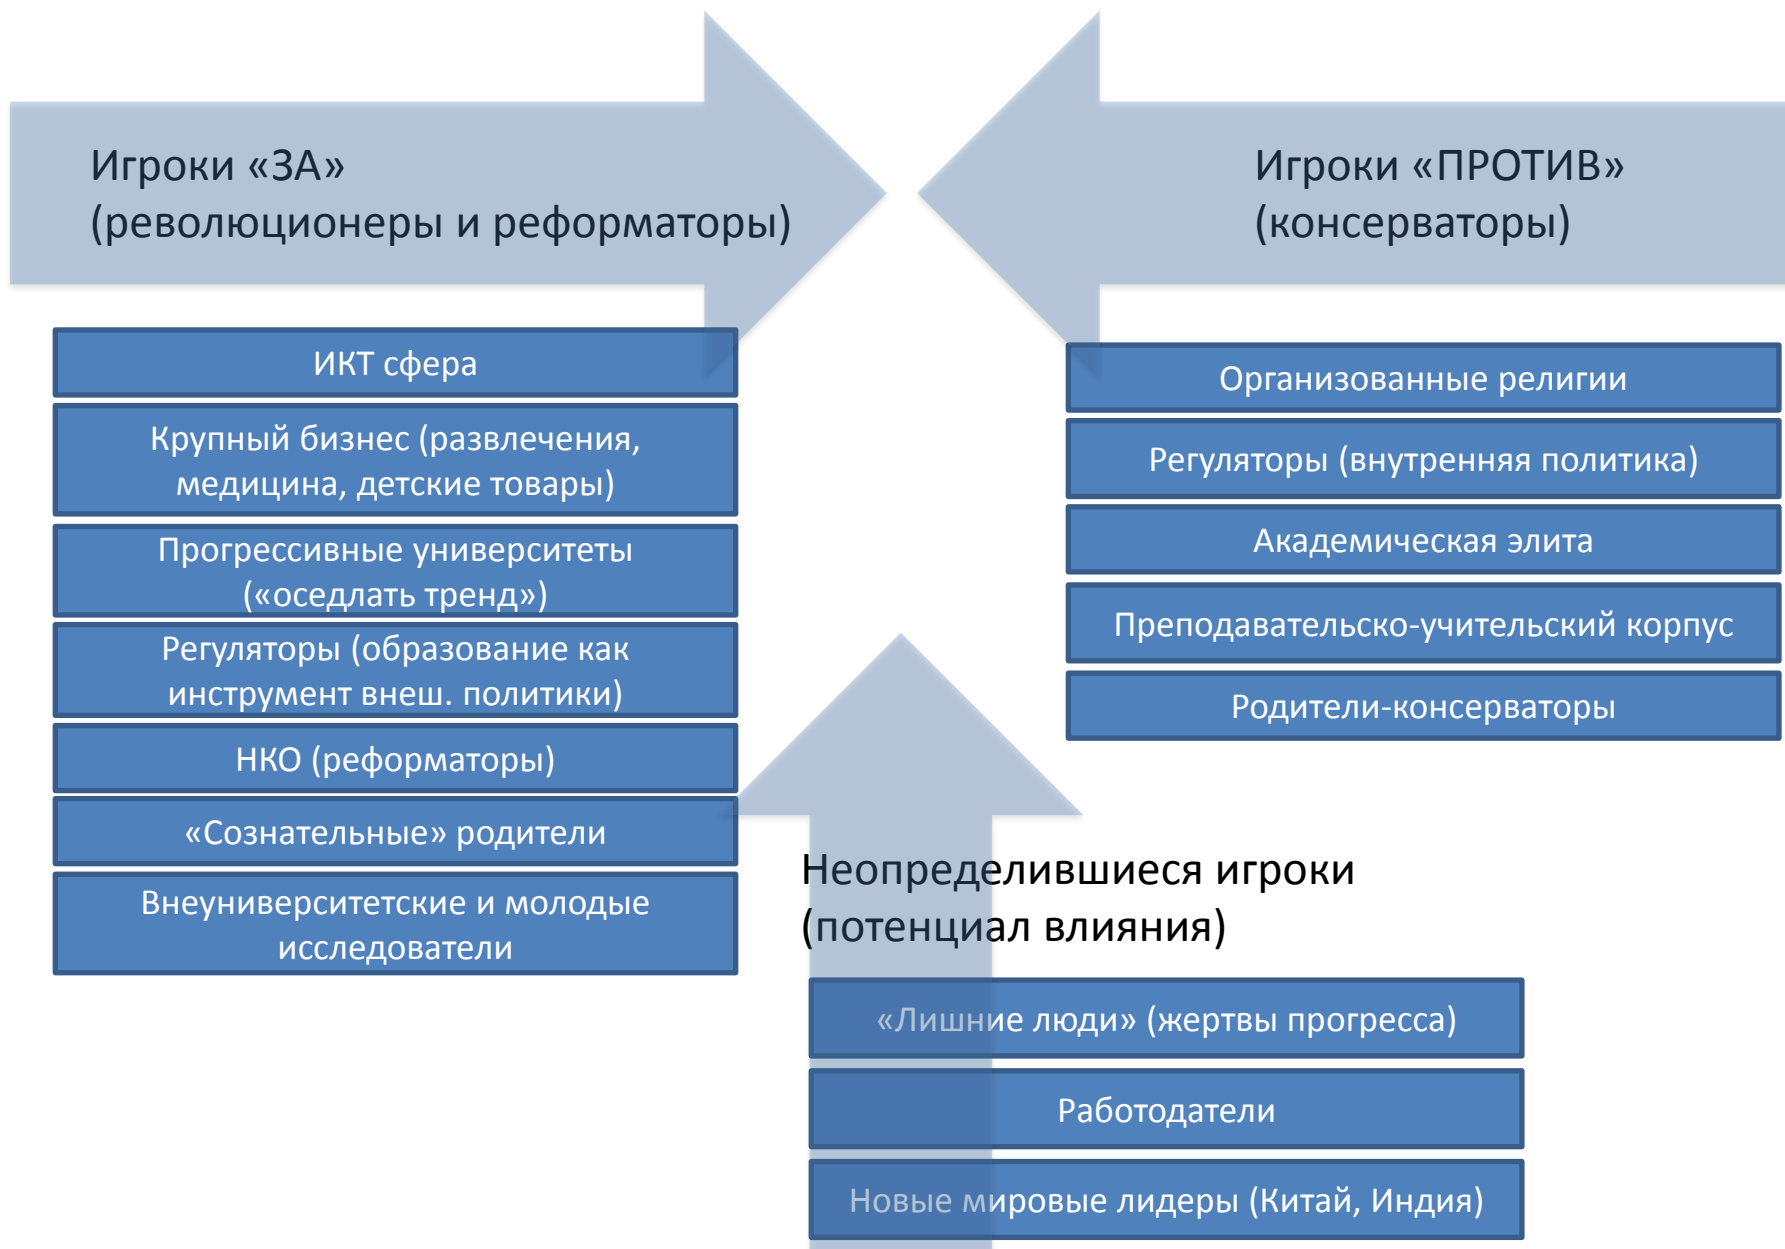 Игроки «ЗА»
(революционеры и реформаторы)
Игроки «ПРОТИВ»
(консерваторы)
ИКТ сфера
Крупный бизнес (развлечения,
медицина, детские товары)
Прогрессивные университеты
(«оседлать тренд»)
Регуляторы (образование как
инструмент внеш. политики)
НКО (реформаторы)
«Сознательные» родители
Внеуниверситетские и молодые
исследователи
Организованные религии
Регуляторы (внутренняя политика)
Академическая элита
Преподавательско-учительский корпус
Родители-консерваторы
Неопределившиеся игроки
(потенциал влияния)
«Лишние люди» (жертвы прогресса)
Работодатели
Новые мировые лидеры (Китай, Индия)